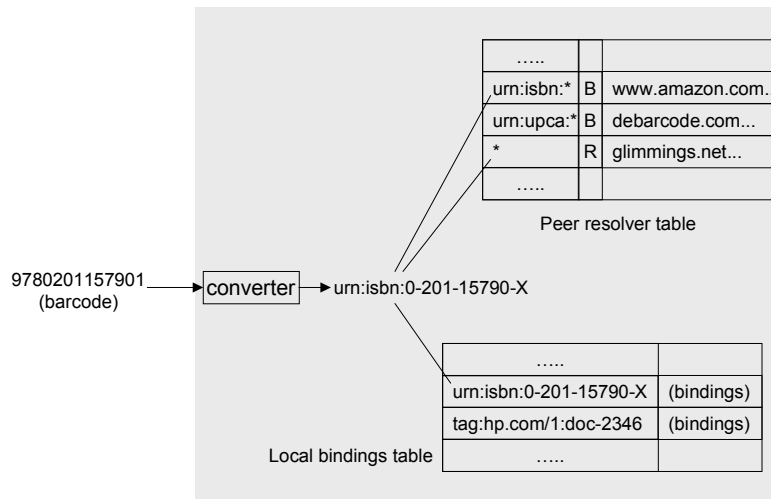 …..
urn:isbn:* B www.amazon.com...
urn:upca:* B debarcode.com...
* R glimmings.net...
…..
Peer resolver table
9780201157901
(barcode)
converter
urn:isbn:0-201-15790-X
…..
urn:isbn:0-201-15790-X (bindings)
tag:hp.com/1:doc-2346 (bindings)
…..
Local bindings table